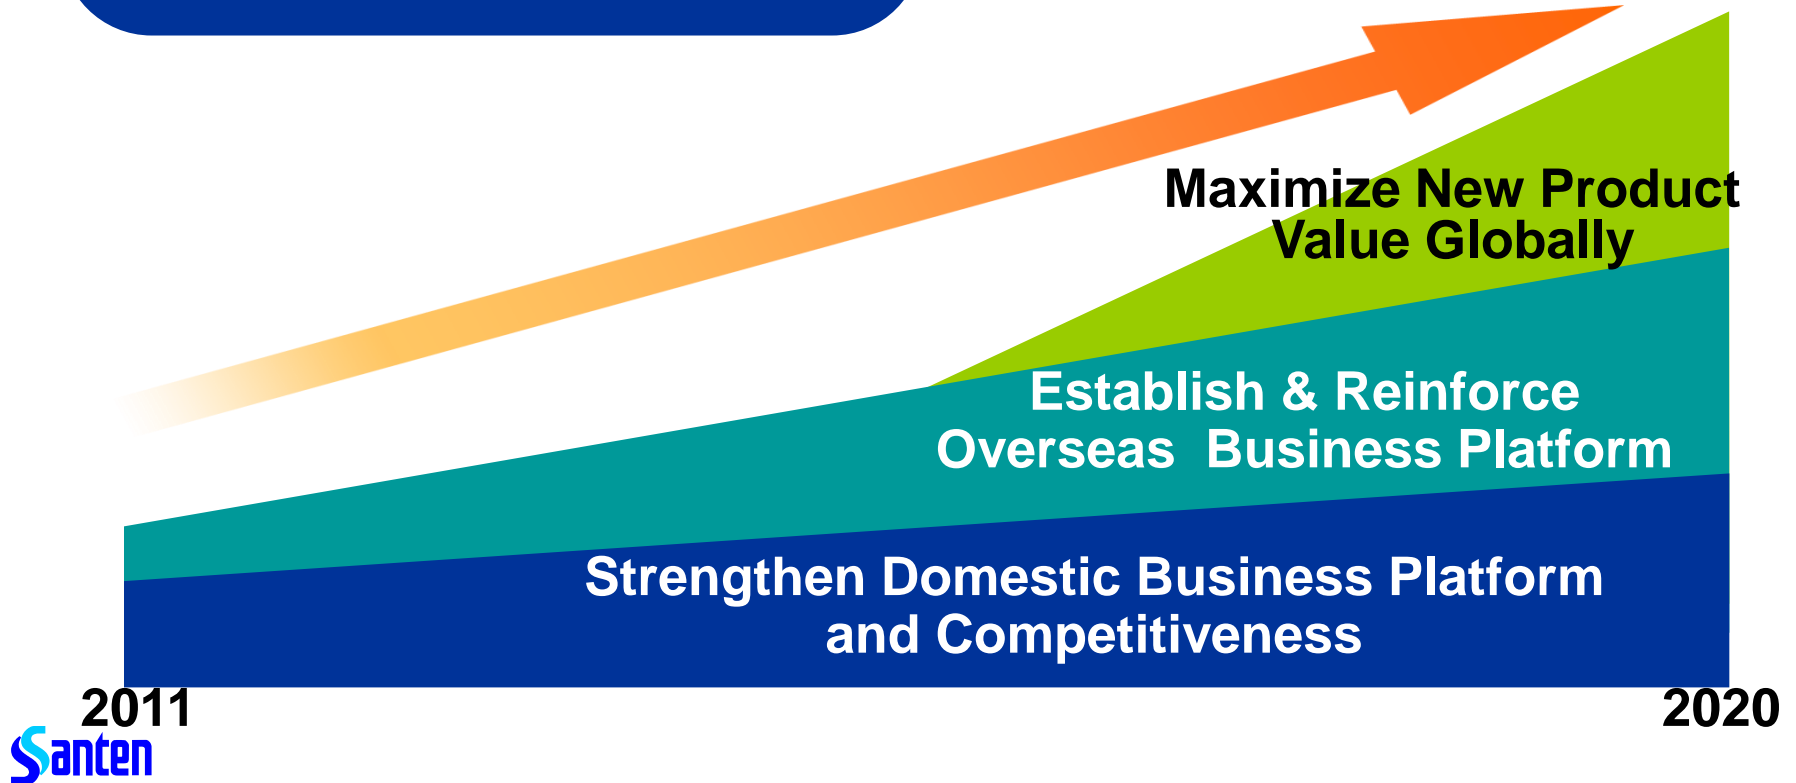 Maximize New Product
Value Globally
Establish & Reinforce
Overseas Business Platform
Strengthen Domestic Business Platform
and Competitiveness
2011
2020
Santen